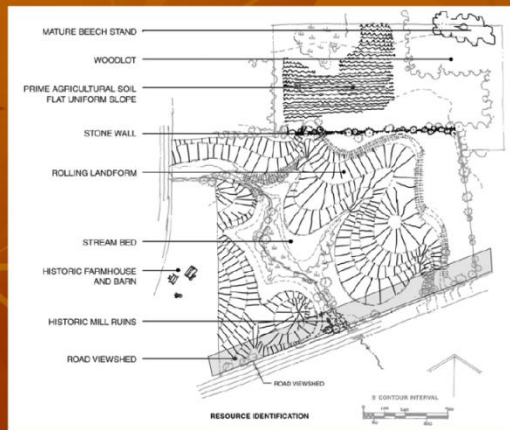 MATURE BEECH STAND
WOODLOT
PRIME AGRICULTURAL SOIL
FLAT UNIFORM SLOPE
STONE WALL
ROLLING LANDFORM
STREAM BED
HISTORIC FARMHOUSE
AND BARN
HISTORIC MILL RUINS
ROAD VIEWSHED
ROAD VIEWSHED
CONTOUR INTERVAL
RESOURCE IDENTIFICATION